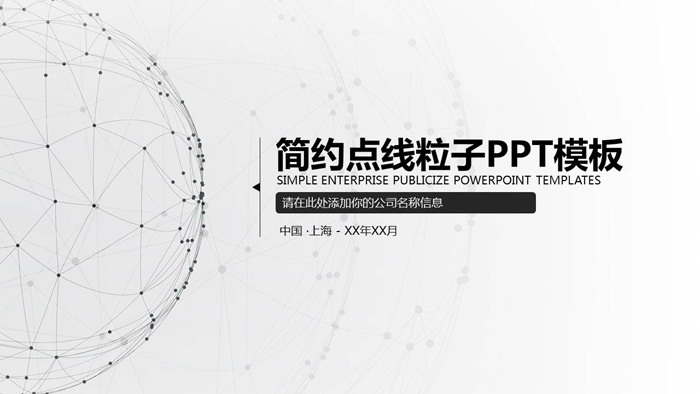 简约点线粒子PPT模板
SIMPLE ENTERPRISE PUBLICIZE POWERPOINT TEMPLATES
请在此处添加你的公司名称信息
中国 ·上海 - XX年XX月